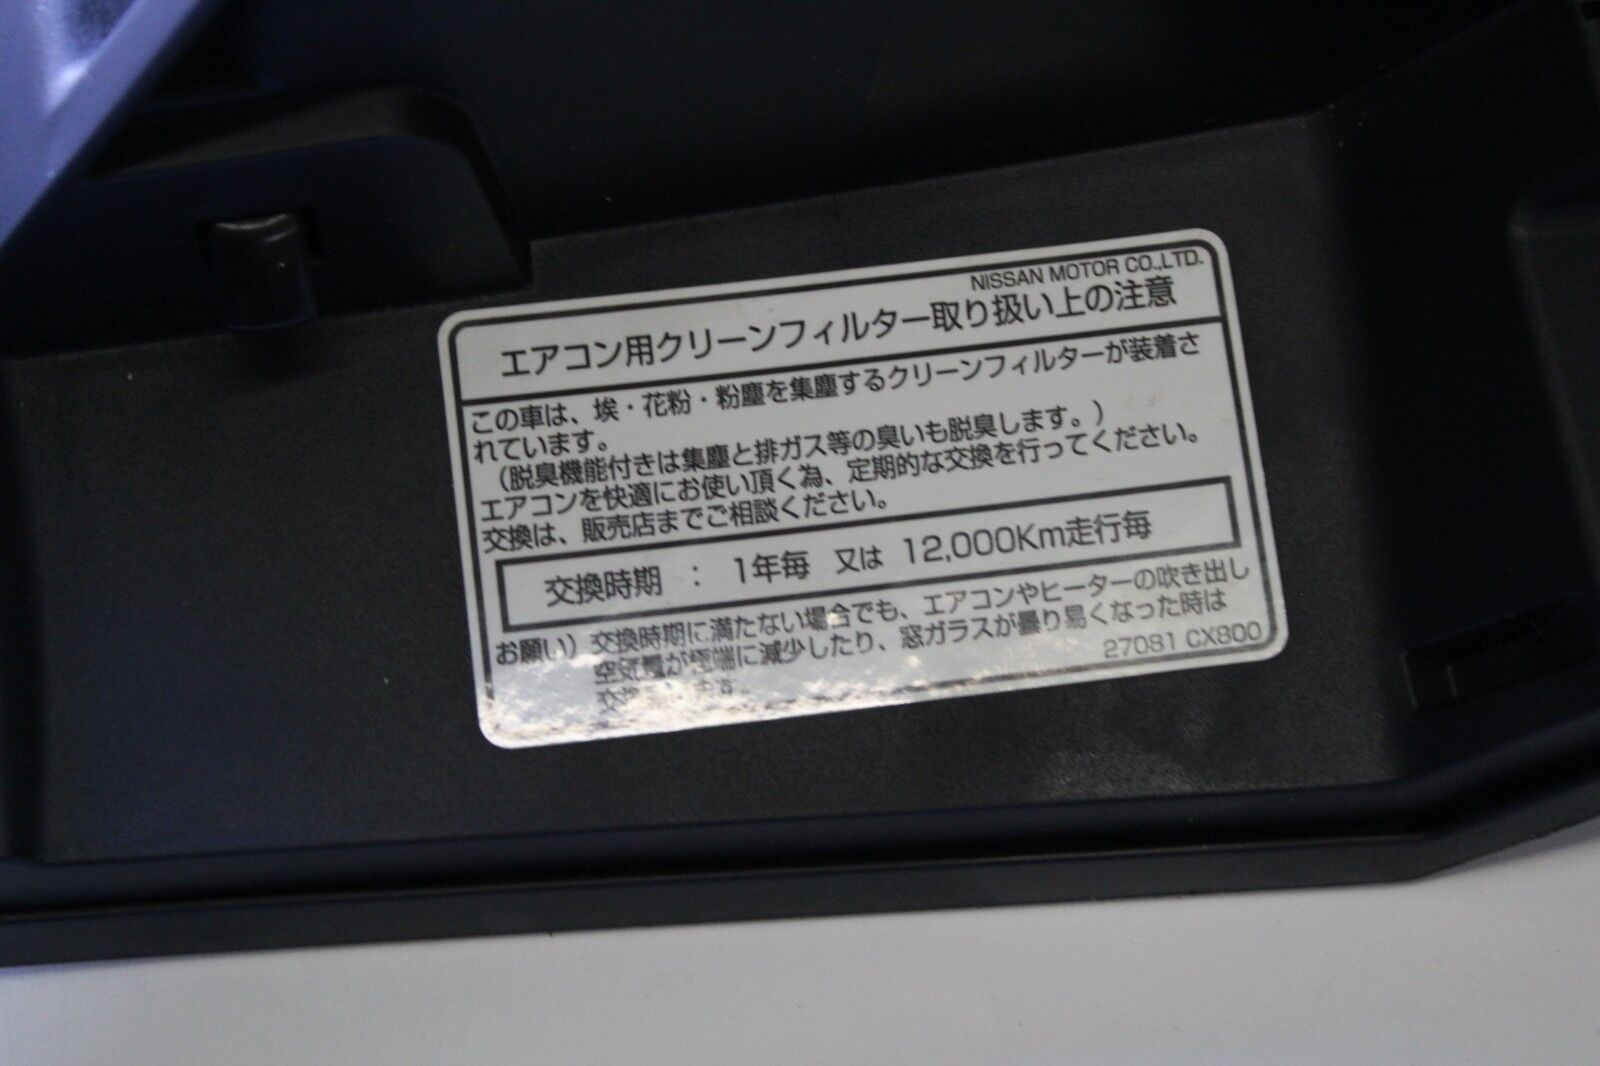 NISSAN MOTOR CO.,LTD.
エアコン用クリーンフィルター取り扱い上の注意
この車は、埃・花粉・粉塵を集塵するクリーンフィルターが装着さ
れています。
（脱臭機能付きは集塵と排ガス等の臭いも脱臭します。）
エアコンを快適にお使い頂く為、定期的な交換を行ってください。
交換は、販売店までご相談ください。
交換時期 ： 1年毎 又は 12,000Km走行毎
お願い）交換時期に満たない場合でも、エアコンやヒーターの吹き出し
空気量が極端に減少したり、窓ガラスが曇り易くなった時は
交換
27081 CX800